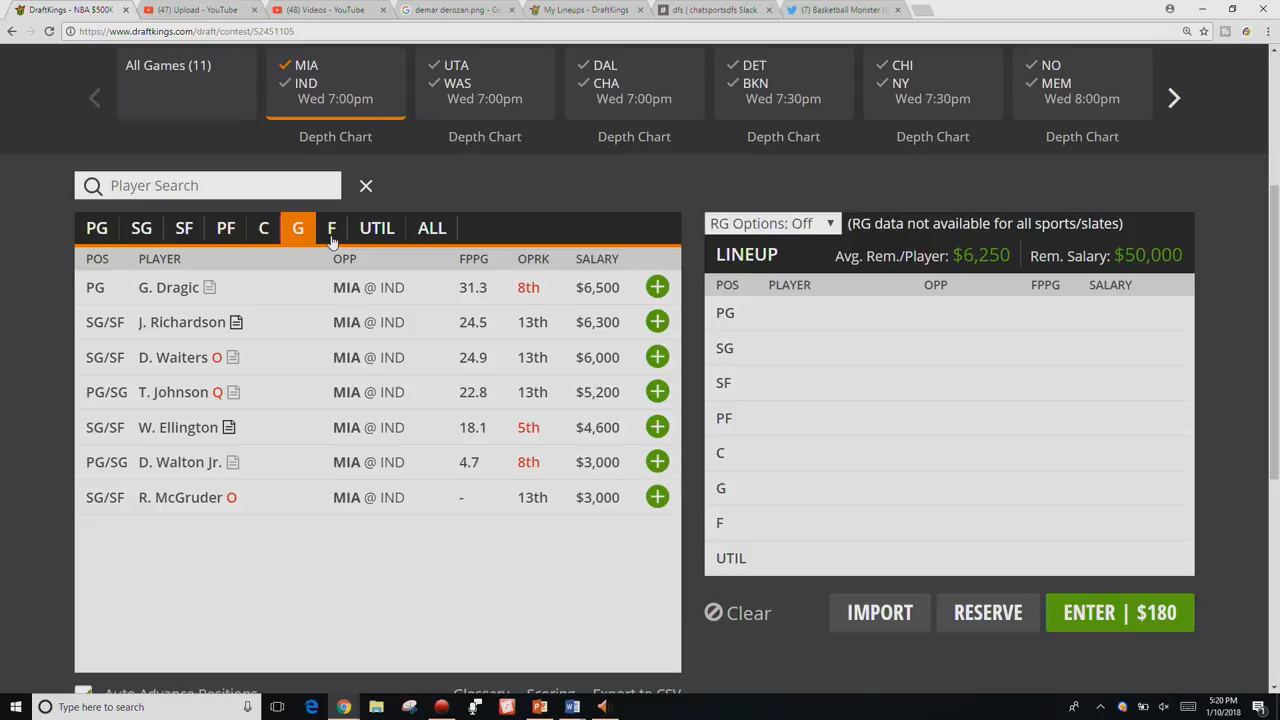 DraftKings - NBA $500K
(47) Upload - YouTube
(48) Videos - YouTube
demar derozan.png - Go
My Lineups - DraftKings
dfs | chatsportsdfs Slack
(7) Basketball Monster (
https://www.draftkings.com/draft/contest/52451105
All Games (11)
MIA
IND
Wed 7:00pm
UTA
WAS
Wed 7:00pm
DAL
CHA
Wed 7:00pm
DET
BKN
Wed 7:30pm
CHI
NY
Wed 7:30pm
NO
MEM
Wed 8:00pm
Depth Chart
Depth Chart
Depth Chart
Depth Chart
Depth Chart
Depth Chart
Player Search
PG SG SF PF C G F UTIL ALL
POS PLAYER OPP FPPG OPRK SALARY
PG G. Dragic MIA @ IND 31.3 8th $6,500
SG/SF J. Richardson MIA @ IND 24.5 13th $6,300
SG/SF D. Waiters O MIA @ IND 24.9 13th $6,000
PG/SG T. Johnson Q MIA @ IND 22.8 13th $5,200
SG/SF W. Ellington MIA @ IND 18.1 5th $4,600
PG/SG D. Walton Jr. MIA @ IND 4.7 8th $3,000
SG/SF R. McGruder O MIA @ IND - 13th $3,000
RG Options: Off (RG data not available for all sports/slates)
LINEUP Avg. Rem./Player: $6,250 Rem. Salary: $50,000
POS PLAYER OPP FPPG SALARY
PG
SG
SF
PF
C
G
F
UTIL
Clear IMPORT RESERVE ENTER | $180
Auto Advance Positions Glossary Scoring Export to CSV
Type here to search
5:20 PM
1/10/2018